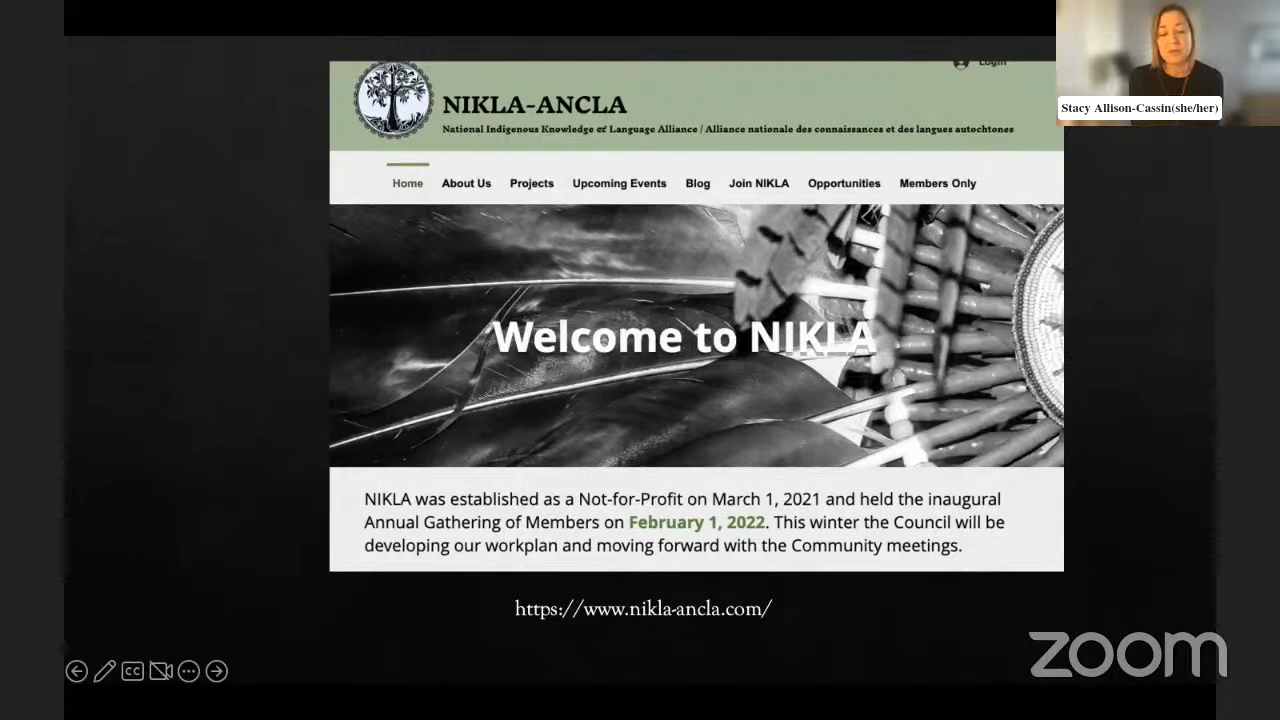 Login
Stacy Allison-Cassin(she/her)
NIKLA-ANCLA
National Indigenous Knowledge & Language Alliance / Alliance nationale des connaissances et des langues autochtones
Home About Us Projects Upcoming Events Blog Join NIKLA Opportunities Members Only
Welcome to NIKLA
NIKLA was established as a Not-for-Profit on March 1, 2021 and held the inaugural
Annual Gathering of Members on February 1, 2022. This winter the Council will be
developing our workplan and moving forward with the Community meetings.
https://www.nikla-ancla.com/
CC
zoom